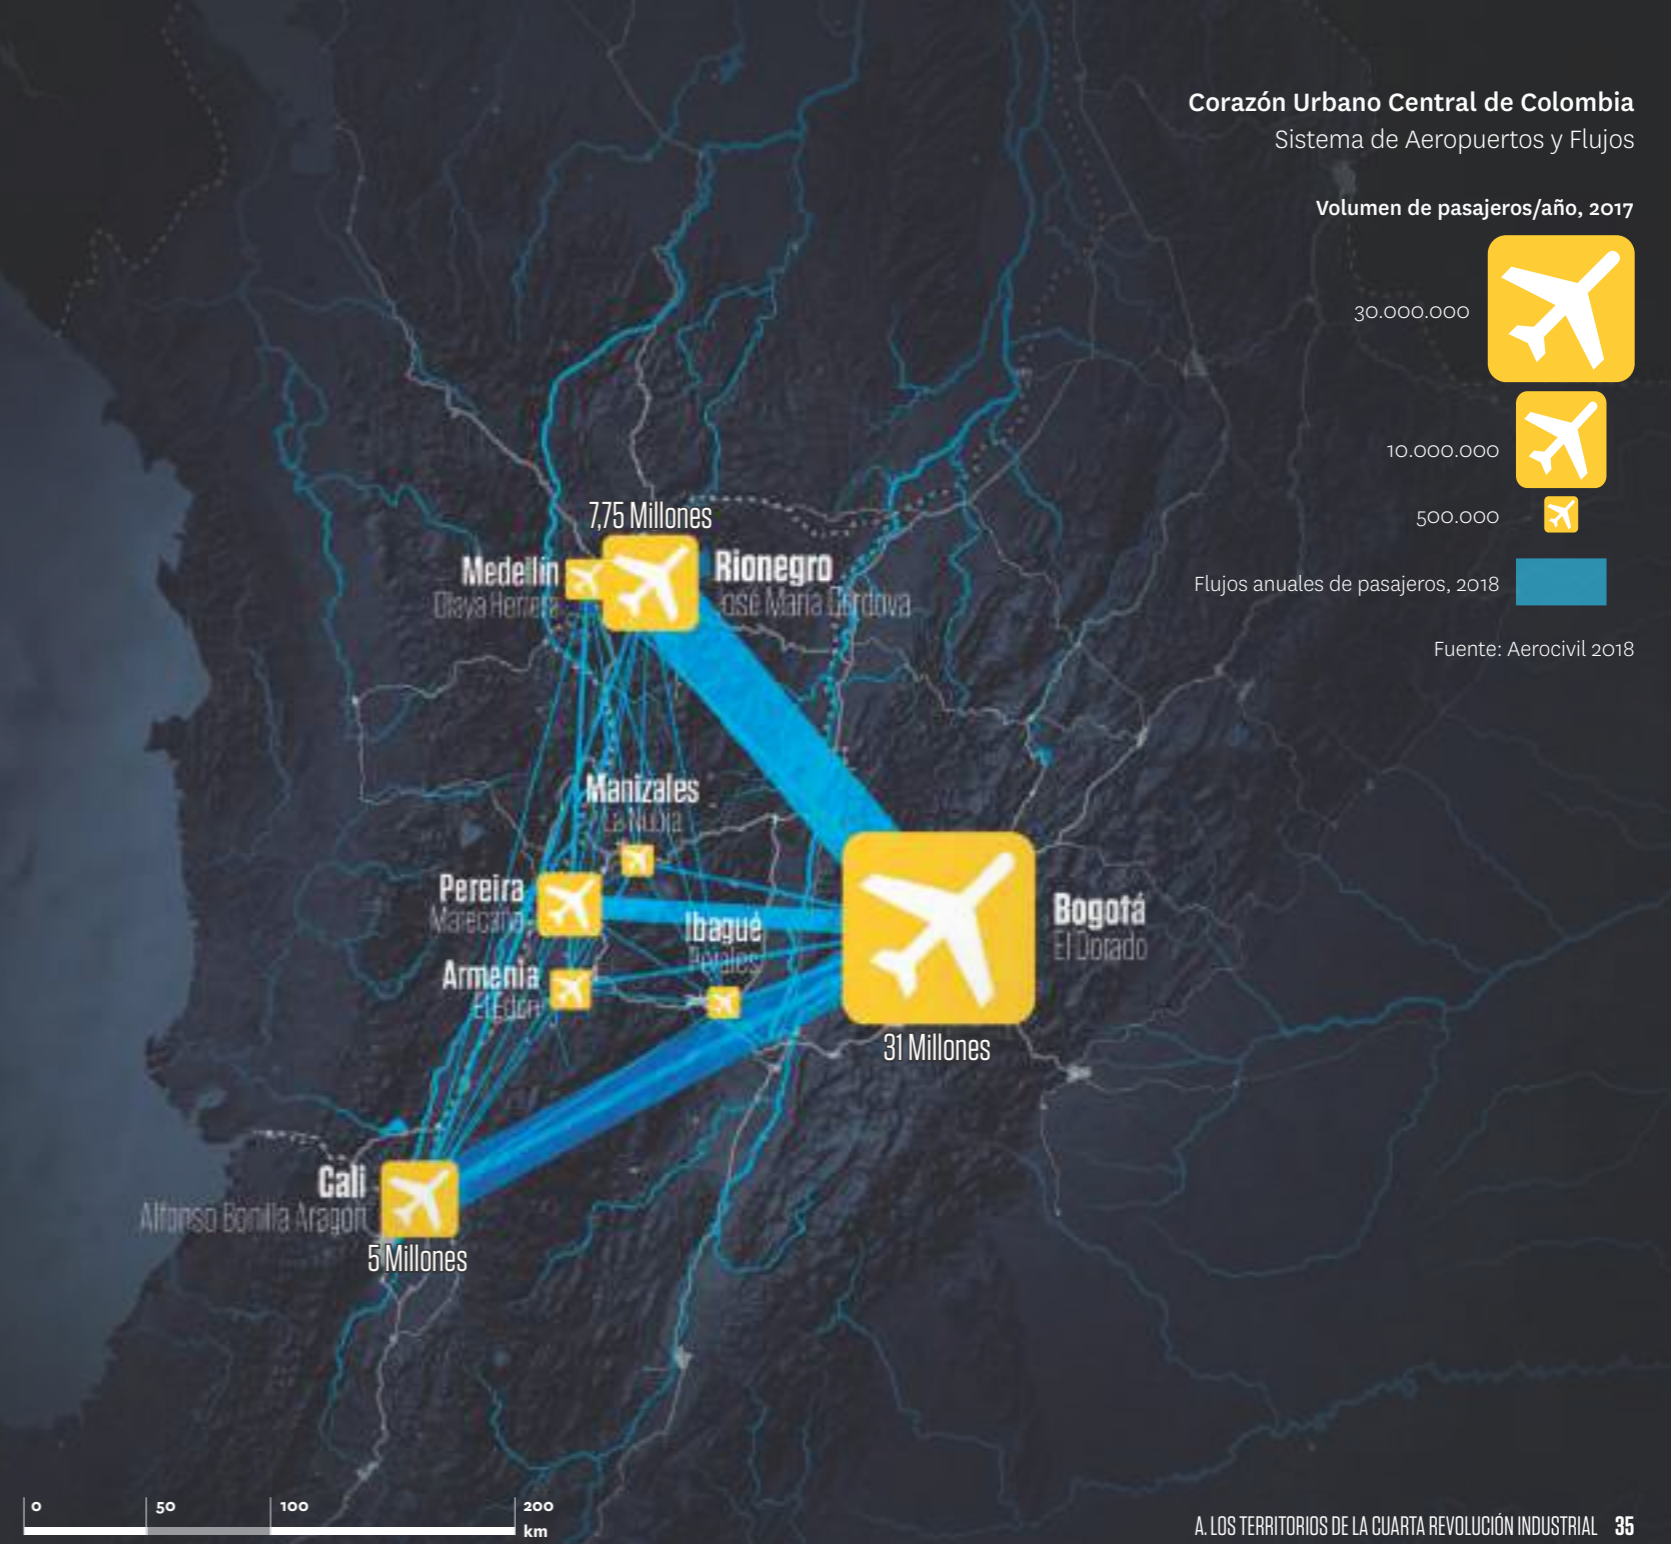 Corazón Urbano Central de Colombia
Sistema de Aeropuertos y Flujos
Volumen de pasajeros/año, 2017
30.000.000
10.000.000
500.000
Flujos anuales de pasajeros, 2018
Fuente: Aerocivil 2018
7,75 Millones
Medellín
Olaya Herrera
Rionegro
José María Córdova
Manizales
La Nubia
Pereira
Matecaña
Ibagué
Perales
Armenia
El Edén
Bogotá
El Dorado
31 Millones
Cali
Alfonso Bonilla Aragón
5 Millones
0 50 100 200
km
A. LOS TERRITORIOS DE LA CUARTA REVOLUCIÓN INDUSTRIAL 35